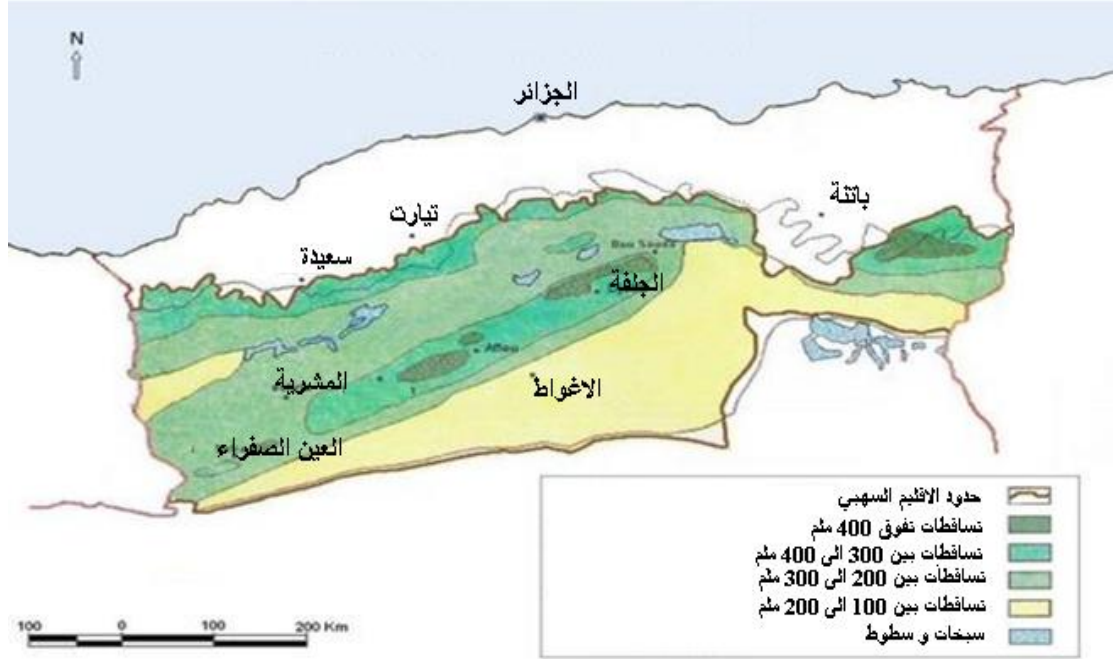 N
الجزائر
باتنة
تيارت
سعيدة
Bou Saada
الجلفة
Aflou
المشرية
الاغواط
العين الصفراء
حدود الاقليم السهبي
تساقطات تفوق 400 ملم
تساقطات بين 300 الى 400 ملم
تساقطات بين 200 الى 300 ملم
تساقطات بين 100 الى 200 ملم
سبخات و سطوط
100 0 100 200 Km